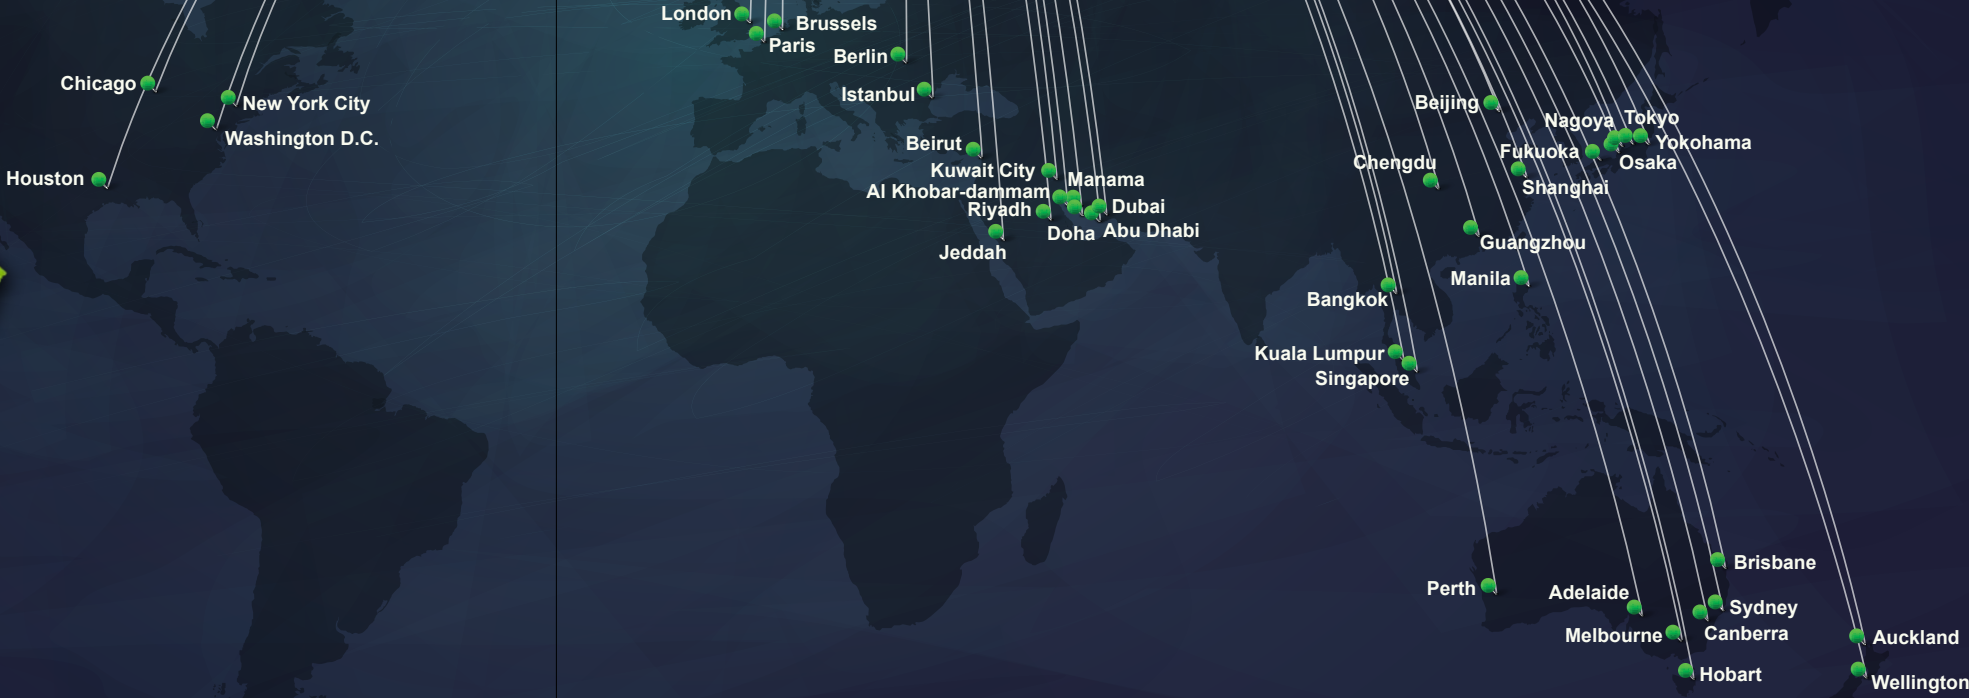 London
Brussels
Paris
Berlin
Chicago
Istanbul
New York City
Washington D.C.
Houston
Beirut
Kuwait City
Manama
Al Khobar-dammam
Riyadh
Dubai
Doha
Abu Dhabi
Jeddah
Beijing
Nagoya
Tokyo
Yokohama
Fukuoka
Osaka
Chengdu
Shanghai
Guangzhou
Manila
Bangkok
Kuala Lumpur
Singapore
Brisbane
Perth
Adelaide
Sydney
Melbourne
Canberra
Auckland
Hobart
Wellington